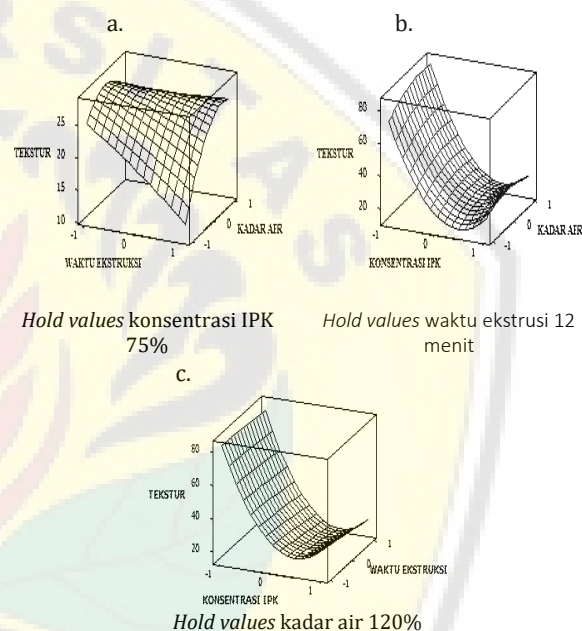 a.
25
20
15
10
TEKSTUR
-1
0
1
WAKTU EKSTRUKSI
-1
0
1
KADAR AIR
Hold values konsentrasi IPK
75%
b.
80
60
40
20
TEKSTUR
-1
0
1
KONSENTRASI IPK
-1
0
1
KADAR AIR
Hold values waktu ekstrusi 12
menit
c.
80
60
40
20
TEKSTUR
-1
0
1
KONSENTRASI IPK
-1
0
1
WAKTU EKSTRUKSI
Hold values kadar air 120%